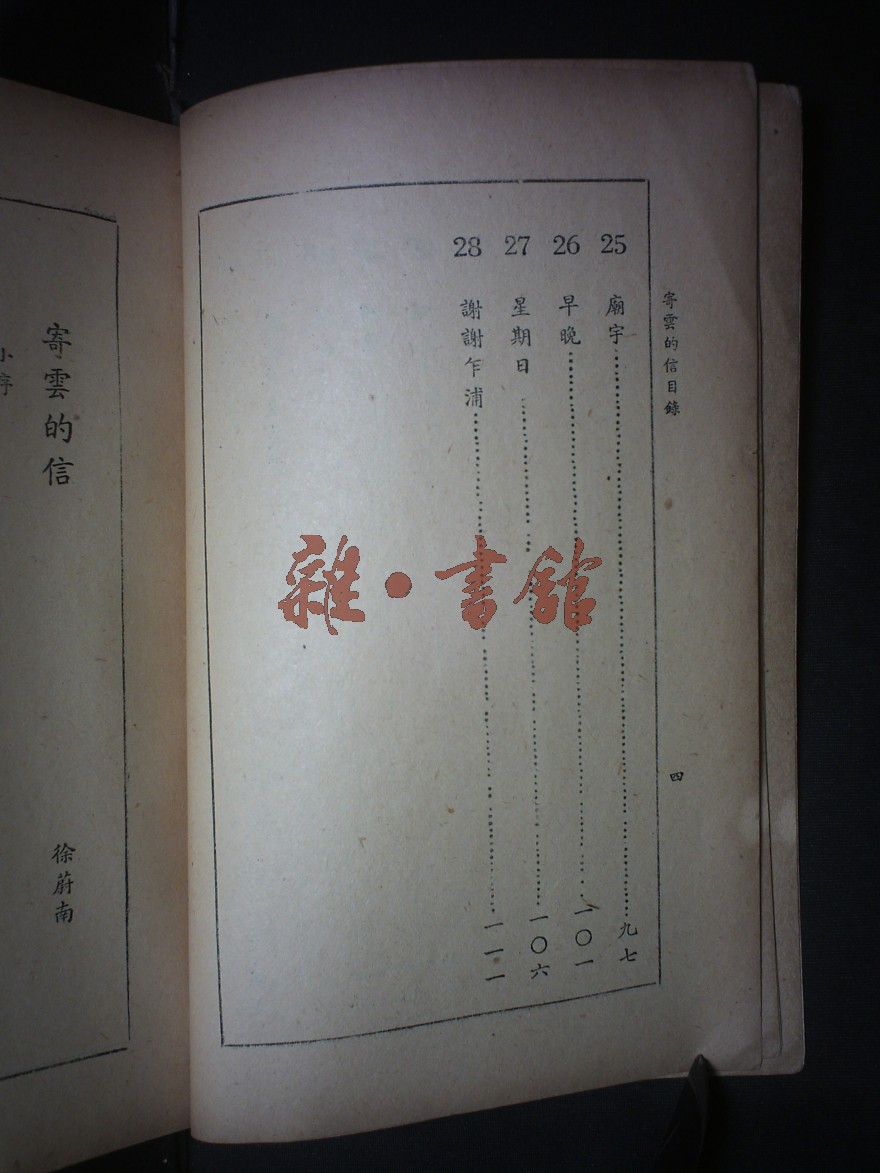 寄雲的信目錄
四
25 廟宇 九七
26 早晚 一〇一
27 星期日 一〇六
28 謝謝乍浦 一一一
寄雲的信
徐蔚南
小序
雜・書館